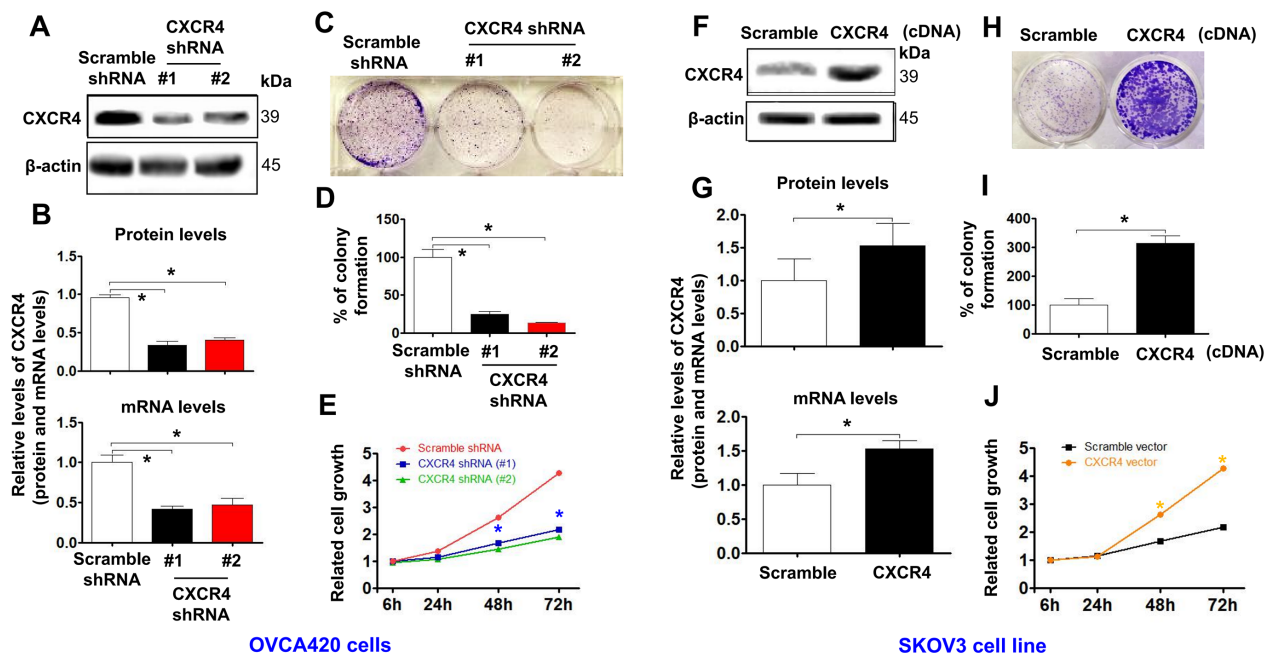 A
CXCR4
shRNA
Scramble
shRNA #1 #2 kDa
CXCR4 39
β-actin 45
B
Protein levels
Relative levels of CXCR4
(protein and mRNA levels)
1.5
1.0
0.5
0.0
*
*
mRNA levels
1.5
1.0
0.5
0.0
*
*
Scramble
shRNA
#1 #2
CXCR4
shRNA
C
Scramble
shRNA
CXCR4 shRNA
#1 #2
D
% of colony
formation
150
100
50
0
*
*
Scramble
shRNA
#1 #2
CXCR4
shRNA
E
Related cell growth
5
4
3
2
1
0
Scramble shRNA
CXCR4 shRNA (#1)
CXCR4 shRNA (#2)
* *
6h 24h 48h 72h
OVCA420 cells
F
Scramble CXCR4 (cDNA)
kDa
CXCR4 39
β-actin 45
G
Protein levels
Relative levels of CXCR4
(protein and mRNA levels)
2.0
1.5
1.0
0.5
0.0
*
mRNA levels
2.0
1.5
1.0
0.5
0.0
*
Scramble CXCR4
H
Scramble CXCR4 (cDNA)
I
% of colony
formation
400
300
200
100
0
*
Scramble CXCR4 (cDNA)
J
Related cell growth
5
4
3
2
1
0
Scramble vector
CXCR4 vector
* *
6h 24h 48h 72h
SKOV3 cell line